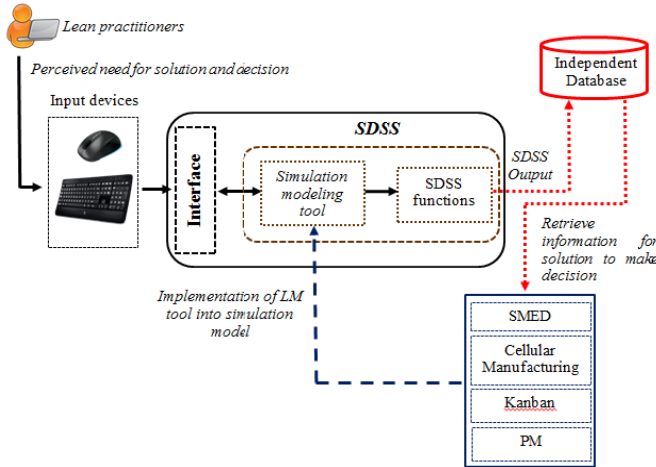 Lean practitioners
Perceived need for solution and decision
Input devices
SDSS
Interface
Simulation
modeling
tool
SDSS
functions
SDSS
Output
Independent
Database
Retrieve
information for
solution to make
decision
Implementation of LM
tool into simulation
model
SMED
Cellular
Manufacturing
Kanban
PM